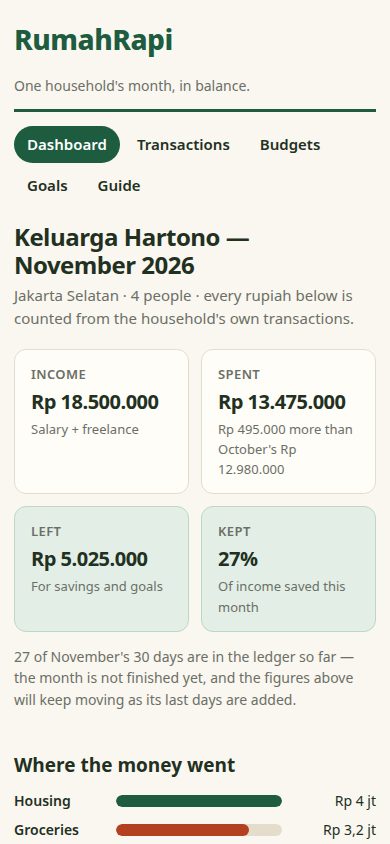 RumahRapi
One household's month, in balance.
Dashboard Transactions Budgets
Goals Guide
Keluarga Hartono —
November 2026
Jakarta Selatan · 4 people · every rupiah below is
counted from the household's own transactions.
INCOME
Rp 18.500.000
Salary + freelance
SPENT
Rp 13.475.000
Rp 495.000 more than
October's Rp
12.980.000
LEFT
Rp 5.025.000
For savings and goals
KEPT
27%
Of income saved this
month
27 of November's 30 days are in the ledger so far —
the month is not finished yet, and the figures above
will keep moving as its last days are added.
Where the money went
Housing Rp 4 jt
Groceries Rp 3,2 jt